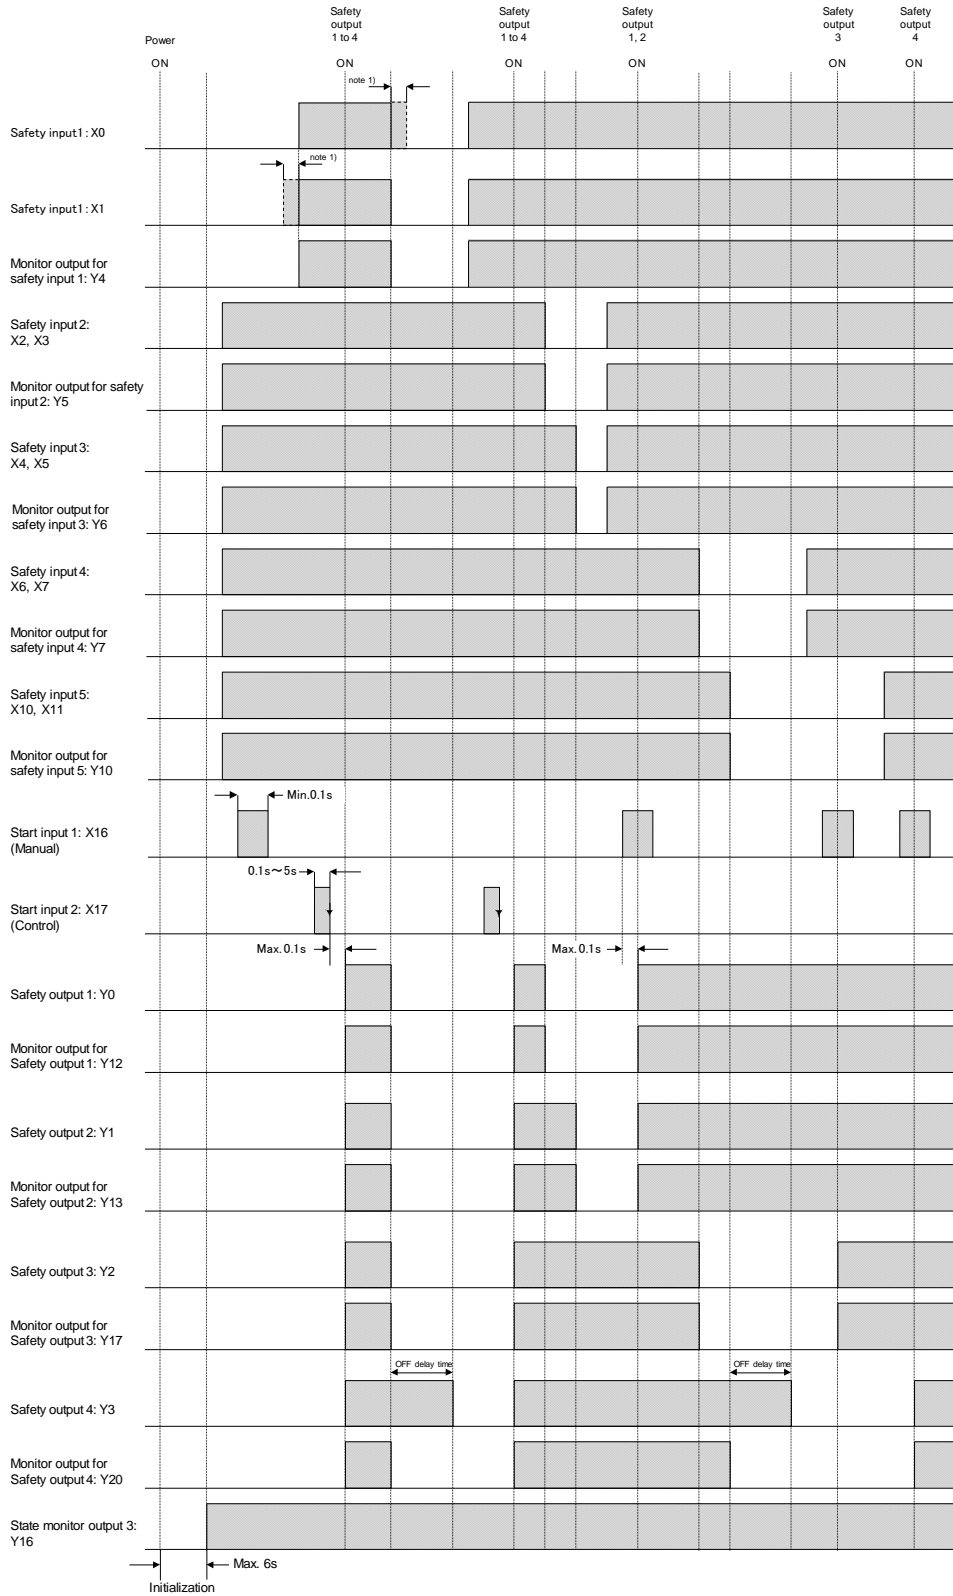 Power
ON
Safety
output
1 to 4
ON
Safety
output
1 to 4
ON
Safety
output
1, 2
ON
Safety
output
3
ON
Safety
output
4
ON
note 1)
Safety input1: X0
note 1)
Safety input1: X1
Monitor output for
safety input 1: Y4
Safety input 2:
X2, X3
Monitor output for safety
input 2: Y5
Safety input 3:
X4, X5
Monitor output for
safety input 3: Y6
Safety input 4:
X6, X7
Monitor output for
safety input 4: Y7
Safety input 5:
X10, X11
Monitor output for
safety input 5: Y10
Min.0.1s
Start input 1: X16
(Manual)
0.1s～5s
Start input 2: X17
(Control)
Max. 0.1s
Max. 0.1s
Safety output 1: Y0
Monitor output for
Safety output 1: Y12
Safety output 2: Y1
Monitor output for
Safety output 2: Y13
Safety output 3: Y2
Monitor output for
Safety output 3: Y17
OFF delay time
OFF delay time
Safety output 4: Y3
Monitor output for
Safety output 4: Y20
State monitor output 3:
Y16
Max. 6s
Initialization